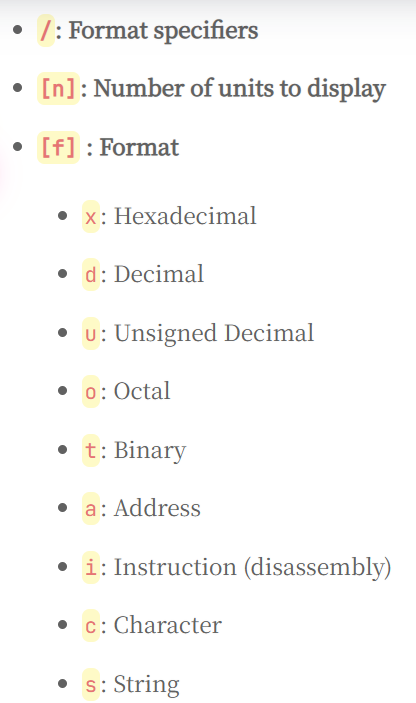 /: Format specifiers
[n]: Number of units to display
[f] : Format
x: Hexadecimal
d: Decimal
u: Unsigned Decimal
o: Octal
t: Binary
a: Address
i: Instruction (disassembly)
c: Character
s: String